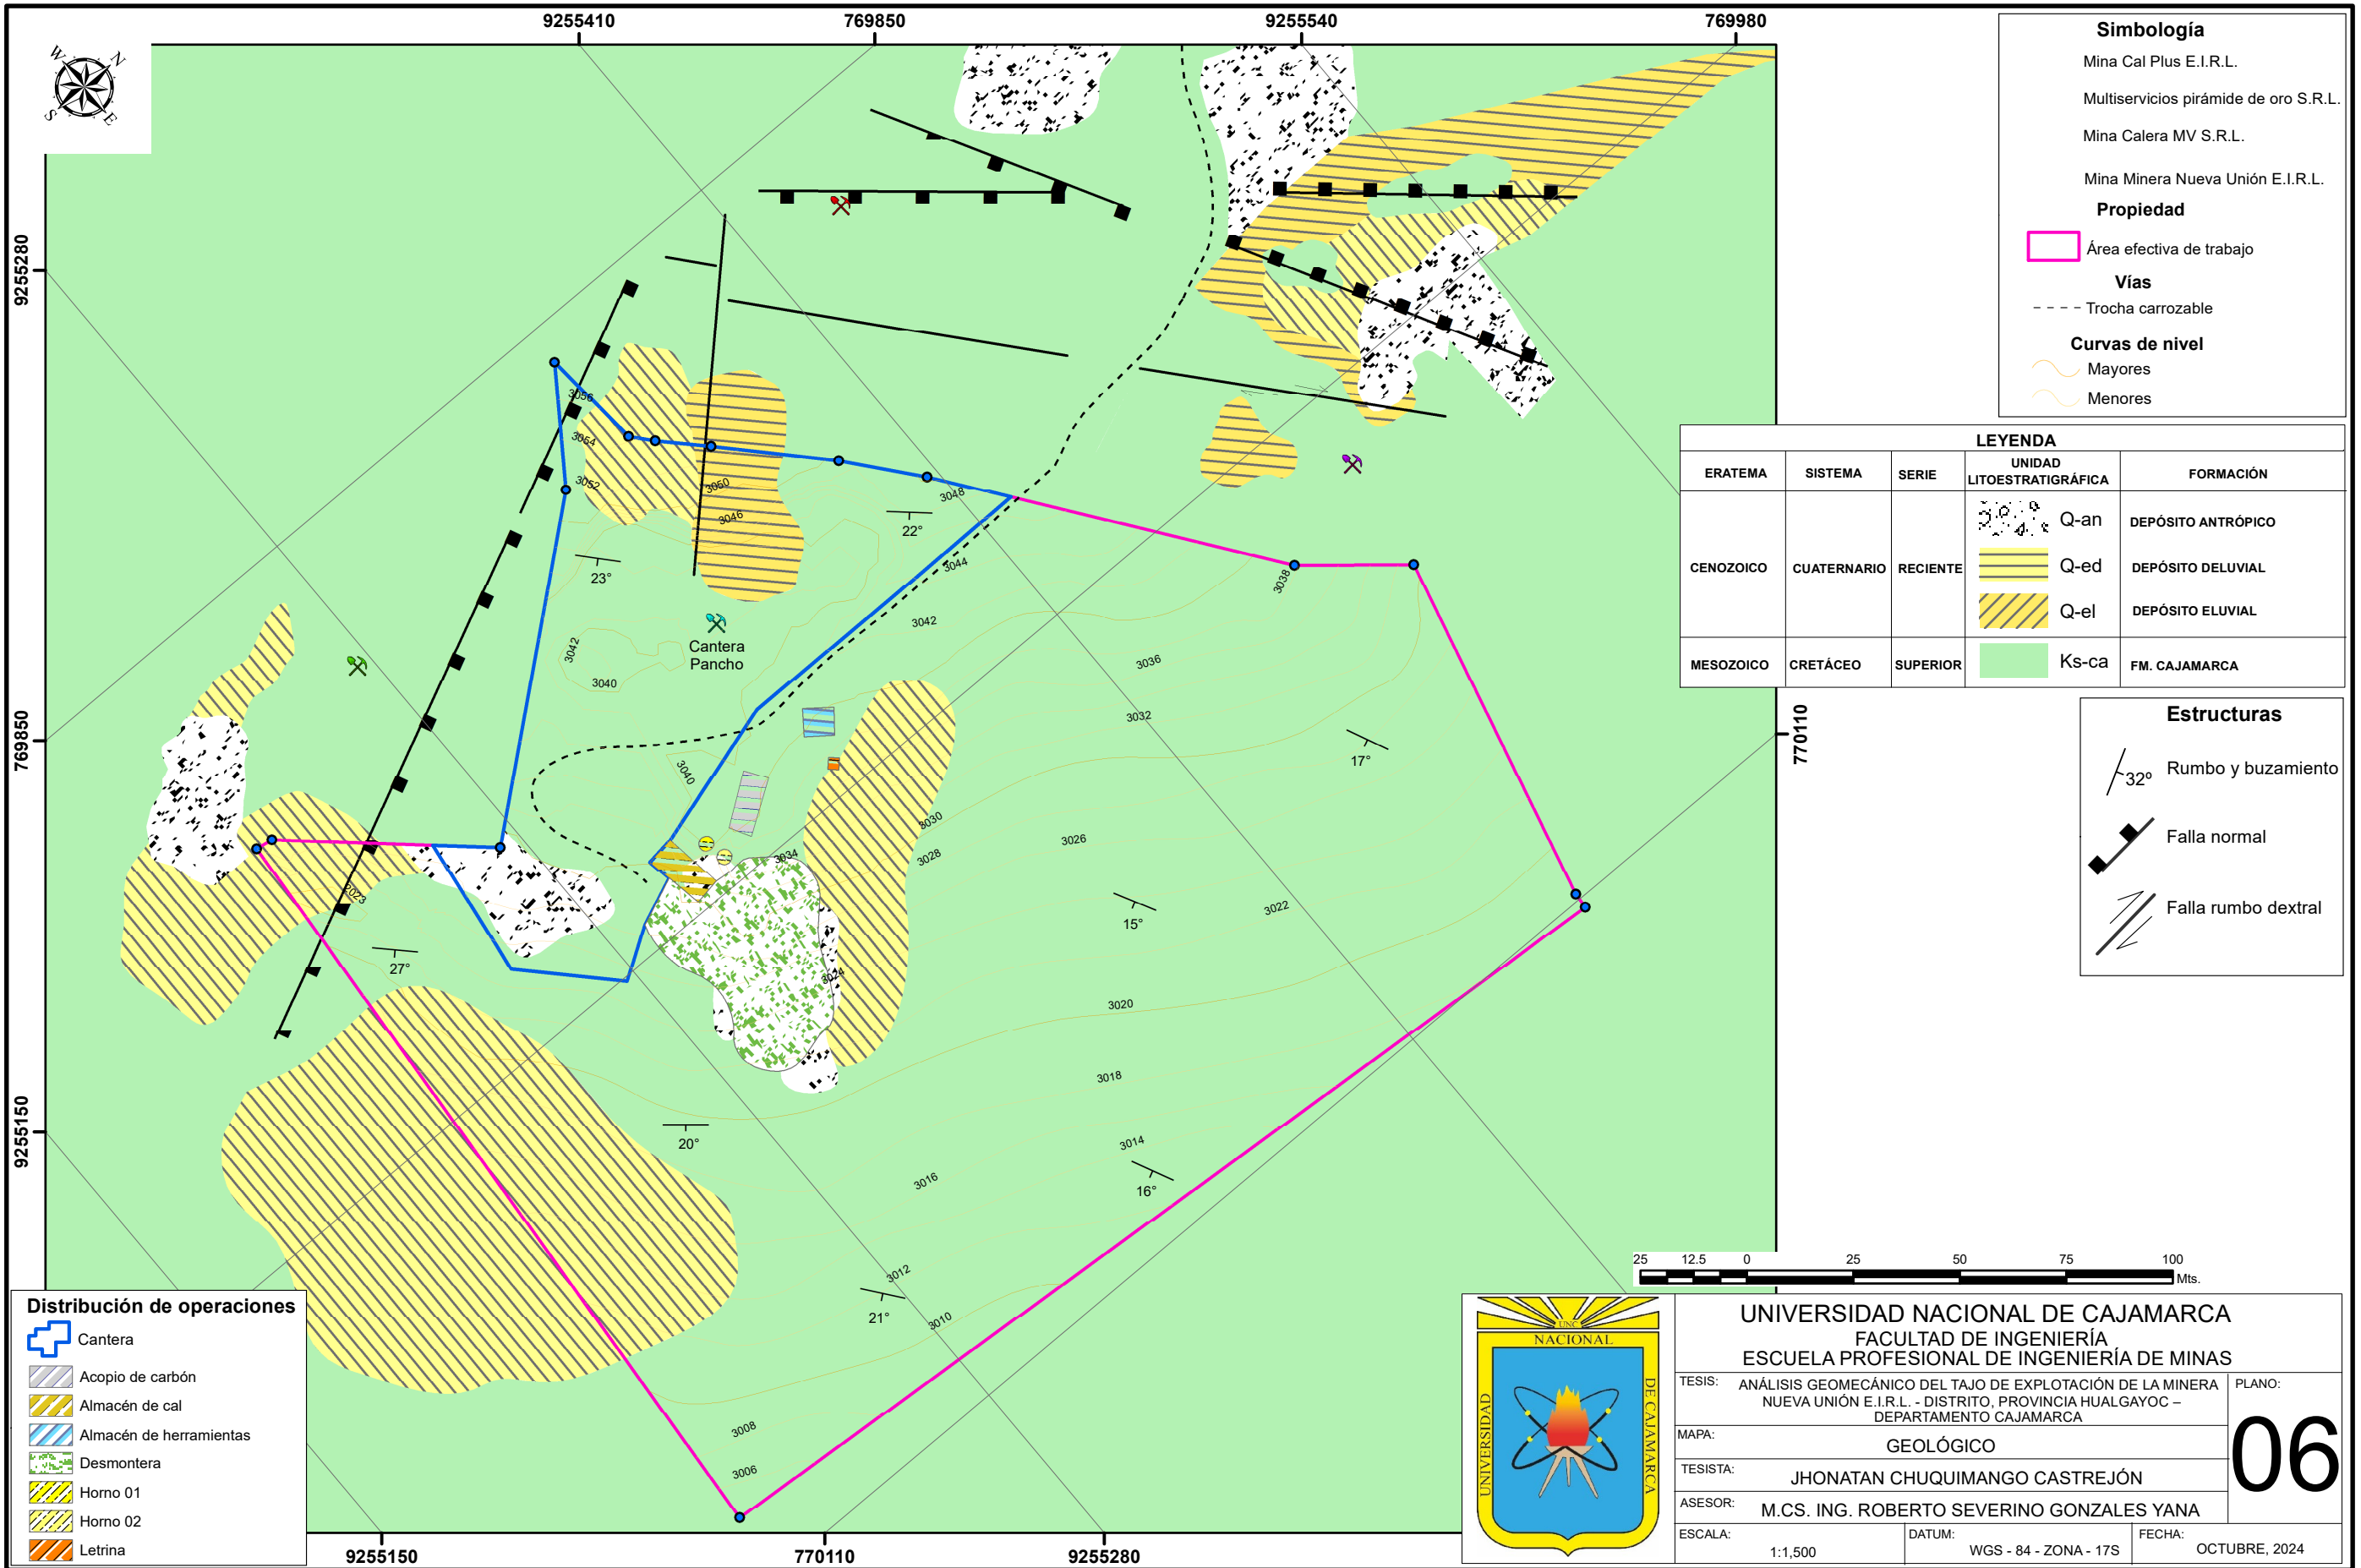 9255410
769850
9255540
769980
W
N
S
E
9255280
769850
9255150
770110
9255150
770110
9255280
Simbología
Mina Cal Plus E.I.R.L.
Multiservicios pirámide de oro S.R.L.
Mina Calera MV S.R.L.
Mina Minera Nueva Unión E.I.R.L.
Propiedad
Área efectiva de trabajo
Vías
Trocha carrozable
Curvas de nivel
Mayores
Menores
LEYENDA
ERATEMA SISTEMA SERIE UNIDAD LITOESTRATIGRÁFICA FORMACIÓN
CENOZOICO CUATERNARIO RECIENTE
Q-an DEPÓSITO ANTRÓPICO
Q-ed DEPÓSITO DELUVIAL
Q-el DEPÓSITO ELUVIAL
MESOZOICO CRETÁCEO SUPERIOR Ks-ca FM. CAJAMARCA
Estructuras
32º Rumbo y buzamiento
Falla normal
Falla rumbo dextral
3056
3054
3052
3050
3048
3046
22°
23°
3044
3038
3042
Cantera
Pancho
3042
3040
3036
3032
17°
3040
3030
3034
3028
3026
2023
15°
3022
27°
3024
3020
3018
20°
3014
3016
16°
3012
21°
3010
3008
3006
25 12.5 0 25 50 75 100
Mts.
Distribución de operaciones
Cantera
Acopio de carbón
Almacén de cal
Almacén de herramientas
Desmontera
Horno 01
Horno 02
Letrina
UNC
NACIONAL
UNIVERSIDAD
DE CAJAMARCA
UNIVERSIDAD NACIONAL DE CAJAMARCA
FACULTAD DE INGENIERÍA
ESCUELA PROFESIONAL DE INGENIERÍA DE MINAS
TESIS: ANÁLISIS GEOMECÁNICO DEL TAJO DE EXPLOTACIÓN DE LA MINERA
NUEVA UNIÓN E.I.R.L. - DISTRITO, PROVINCIA HUALGAYOC –
DEPARTAMENTO CAJAMARCA
PLANO:
06
MAPA: GEOLÓGICO
TESISTA: JHONATAN CHUQUIMANGO CASTREJÓN
ASESOR: M.CS. ING. ROBERTO SEVERINO GONZALES YANA
ESCALA: 1:1,500
DATUM: WGS - 84 - ZONA - 17S
FECHA: OCTUBRE, 2024